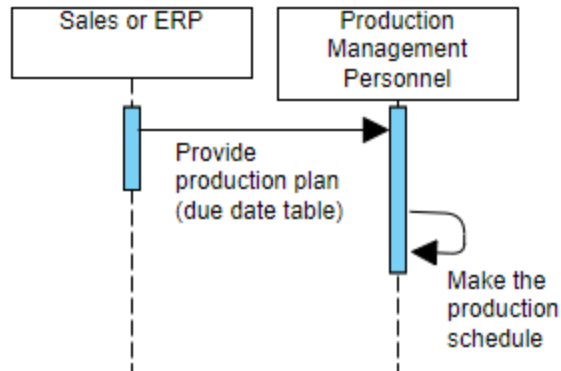 Sales or ERP
Production
Management
Personnel
Provide
production plan
(due date table)
Make the
production
schedule